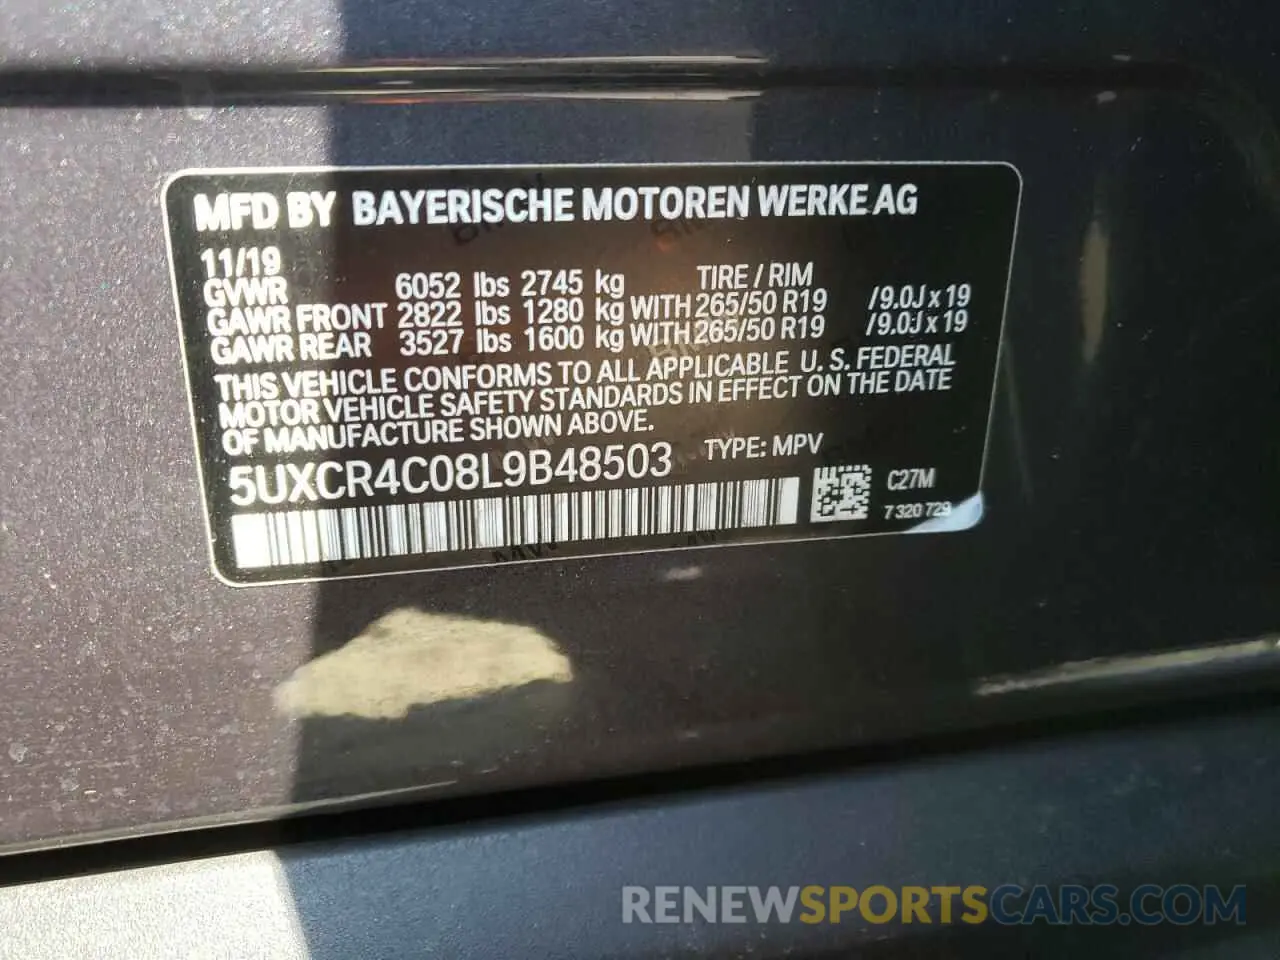 MFD BY BAYERISCHE MOTOREN WERKE AG
11/19
GVWR 6052 lbs 2745 kg TIRE / RIM
GAWR FRONT 2822 lbs 1280 kg WITH 265/50 R19 /9.0J x 19
GAWR REAR 3527 lbs 1600 kg WITH 265/50 R19 /9.0J x 19
THIS VEHICLE CONFORMS TO ALL APPLICABLE U. S. FEDERAL
MOTOR VEHICLE SAFETY STANDARDS IN EFFECT ON THE DATE
OF MANUFACTURE SHOWN ABOVE.
5UXCR4C08L9B48503 TYPE: MPV
C27M
7 320 729
RENEWSPORTSCARS.COM